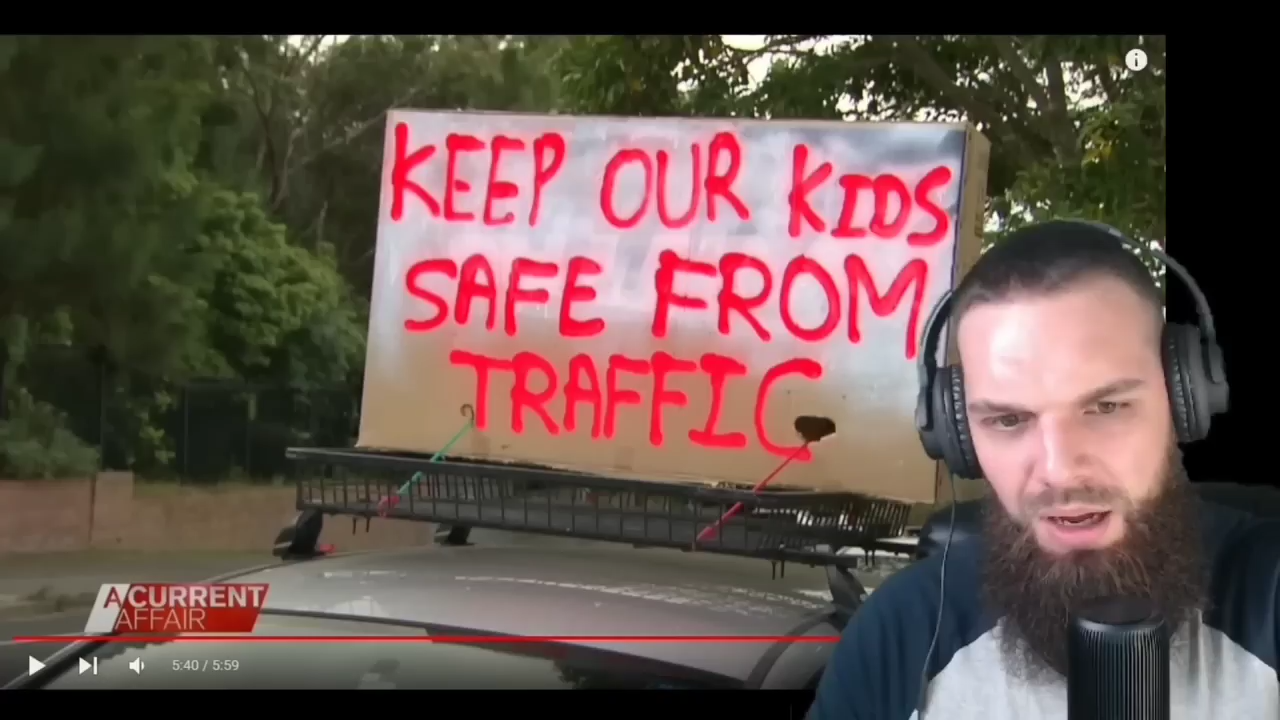 KEEP OUR KIDS
SAFE FROM
TRAFFIC
A CURRENT
AFFAIR
5:40 / 5:59